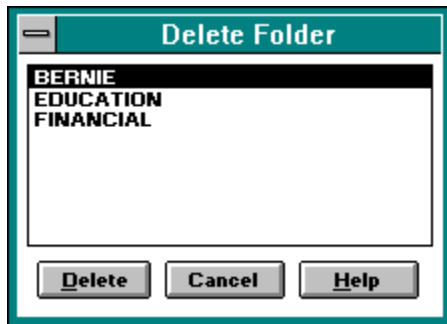 Delete Folder
BERNIE
EDUCATION
FINANCIAL
Delete Cancel Help